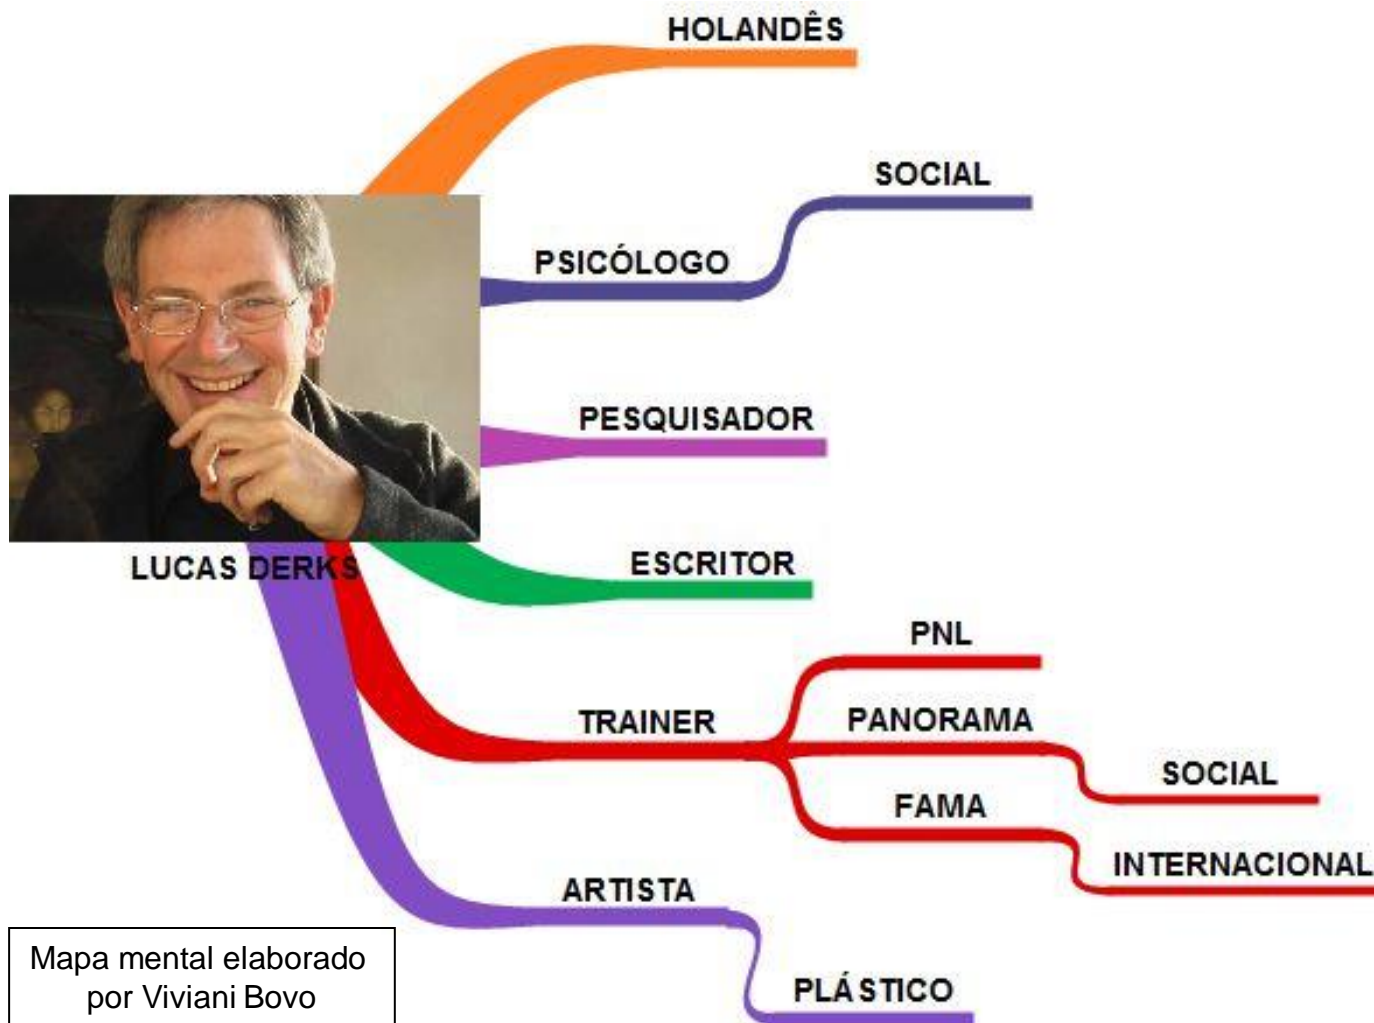 HOLANDÊS
SOCIAL
PSICÓLOGO
PESQUISADOR
LUCAS DERKS
ESCRITOR
PNL
TRAINER
PANORAMA
SOCIAL
FAMA
INTERNACIONAL
ARTISTA
PLÁSTICO
Mapa mental elaborado
por Viviani Bovo